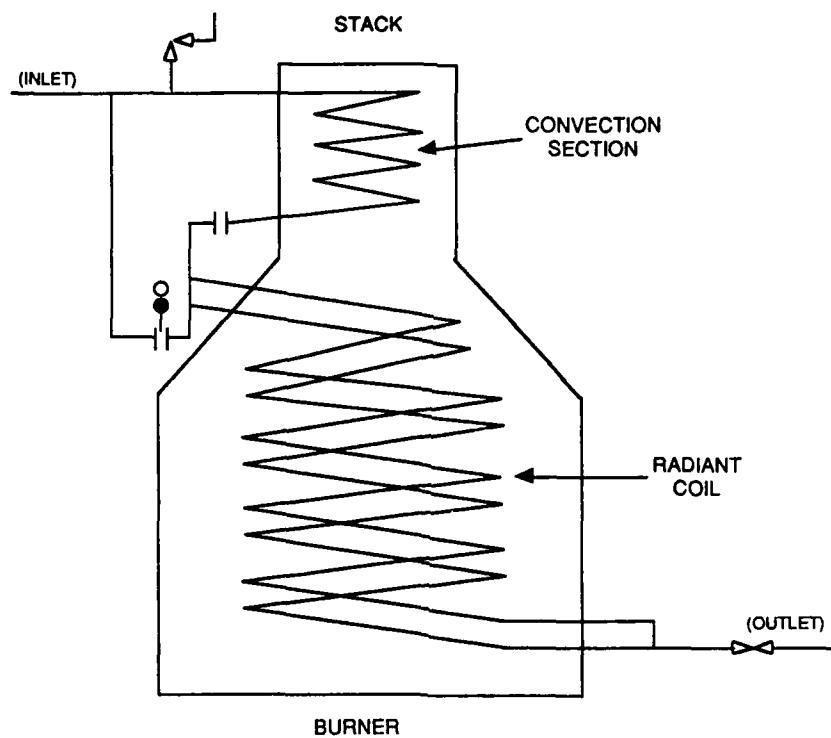 STACK
(INLET)
CONVECTION
SECTION
RADIANT
COIL
(OUTLET)
BURNER